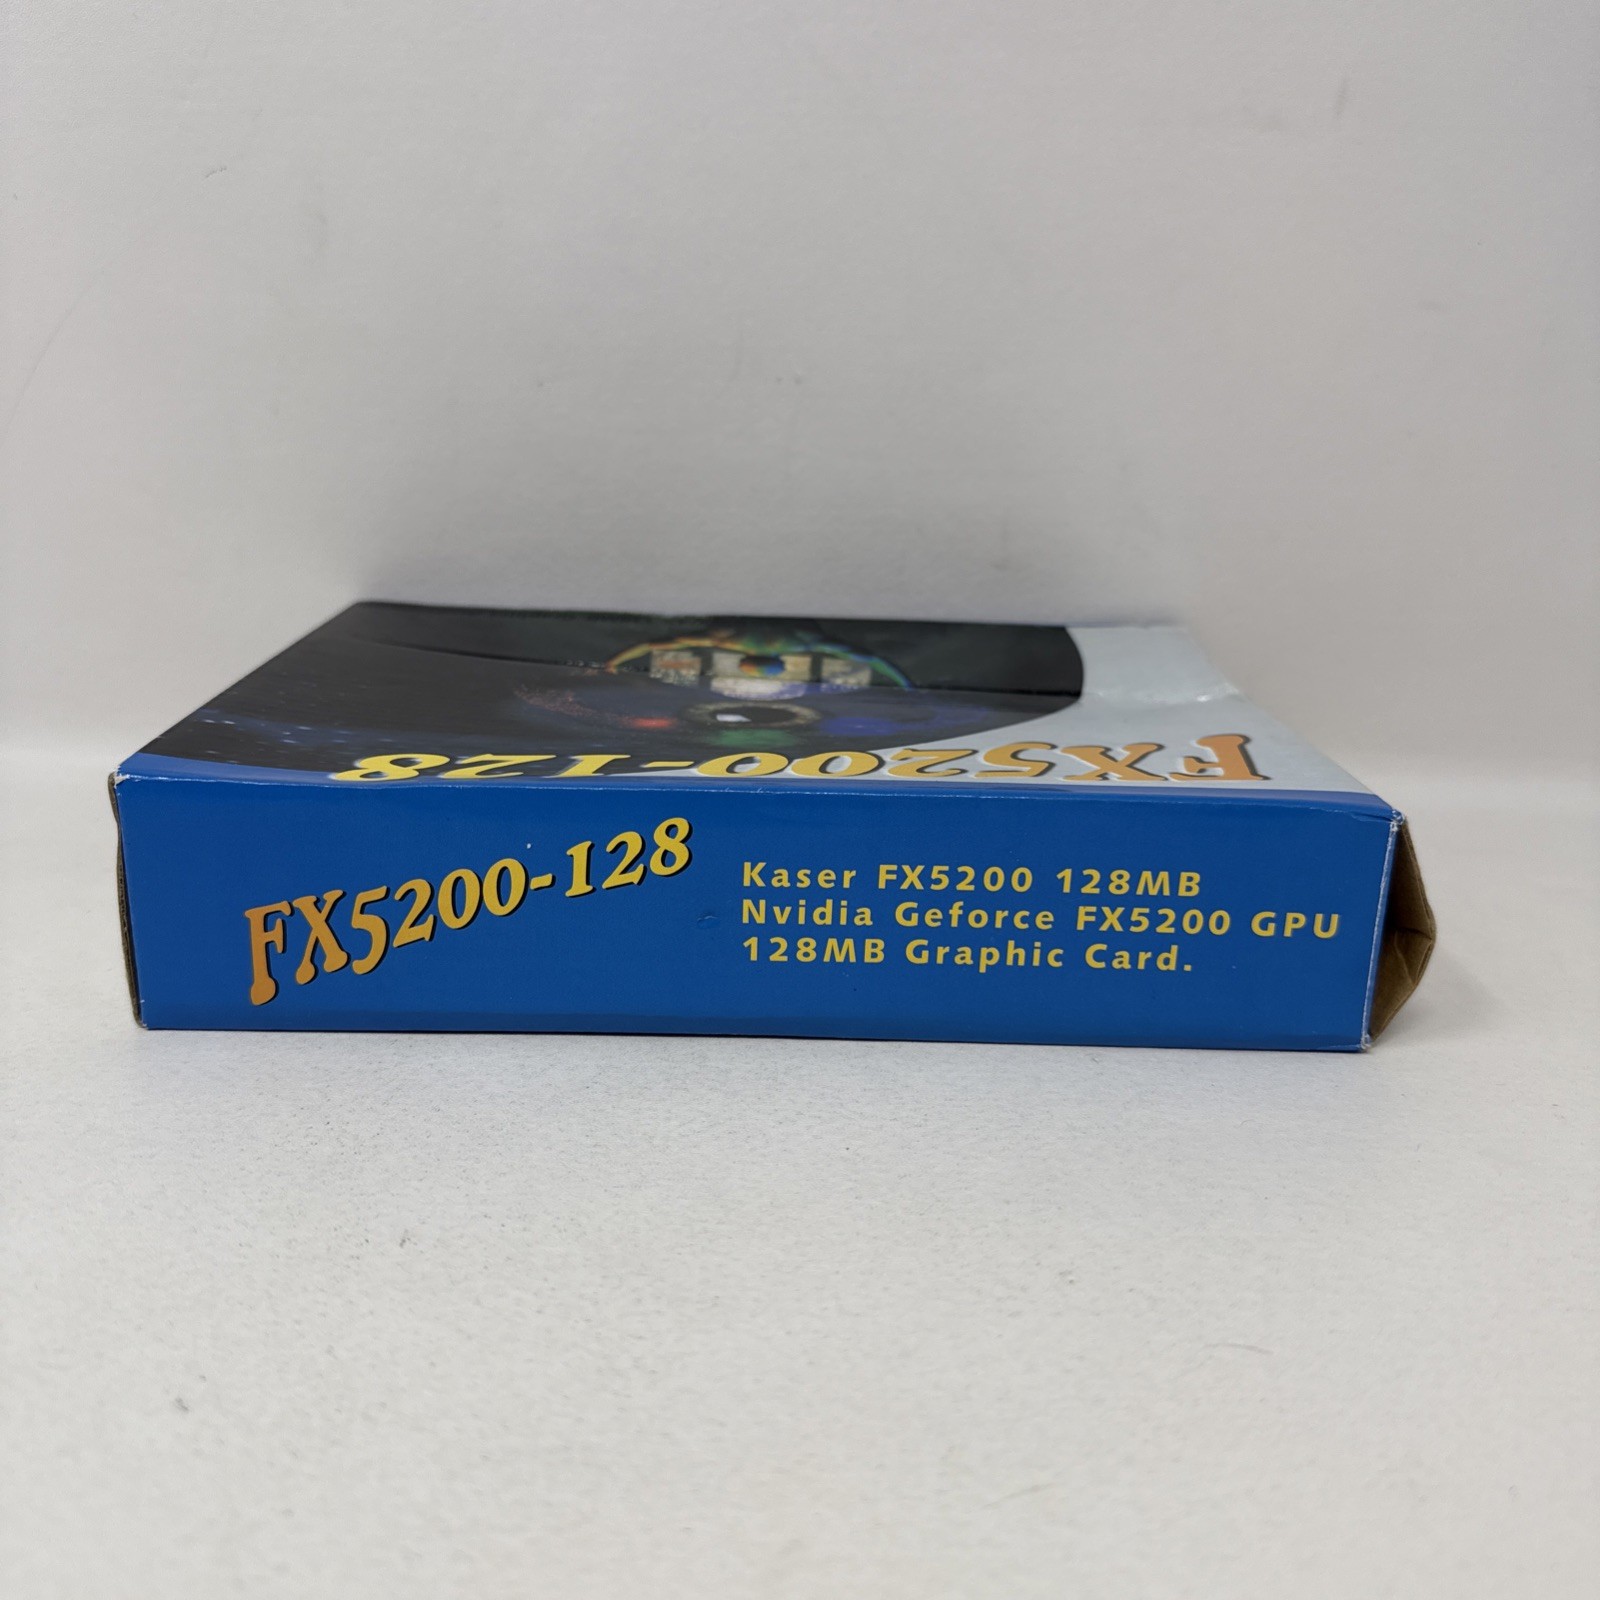 FX5200-128
FX5200-128
Kaser FX5200 128MB
Nvidia Geforce FX5200 GPU
128MB Graphic Card.